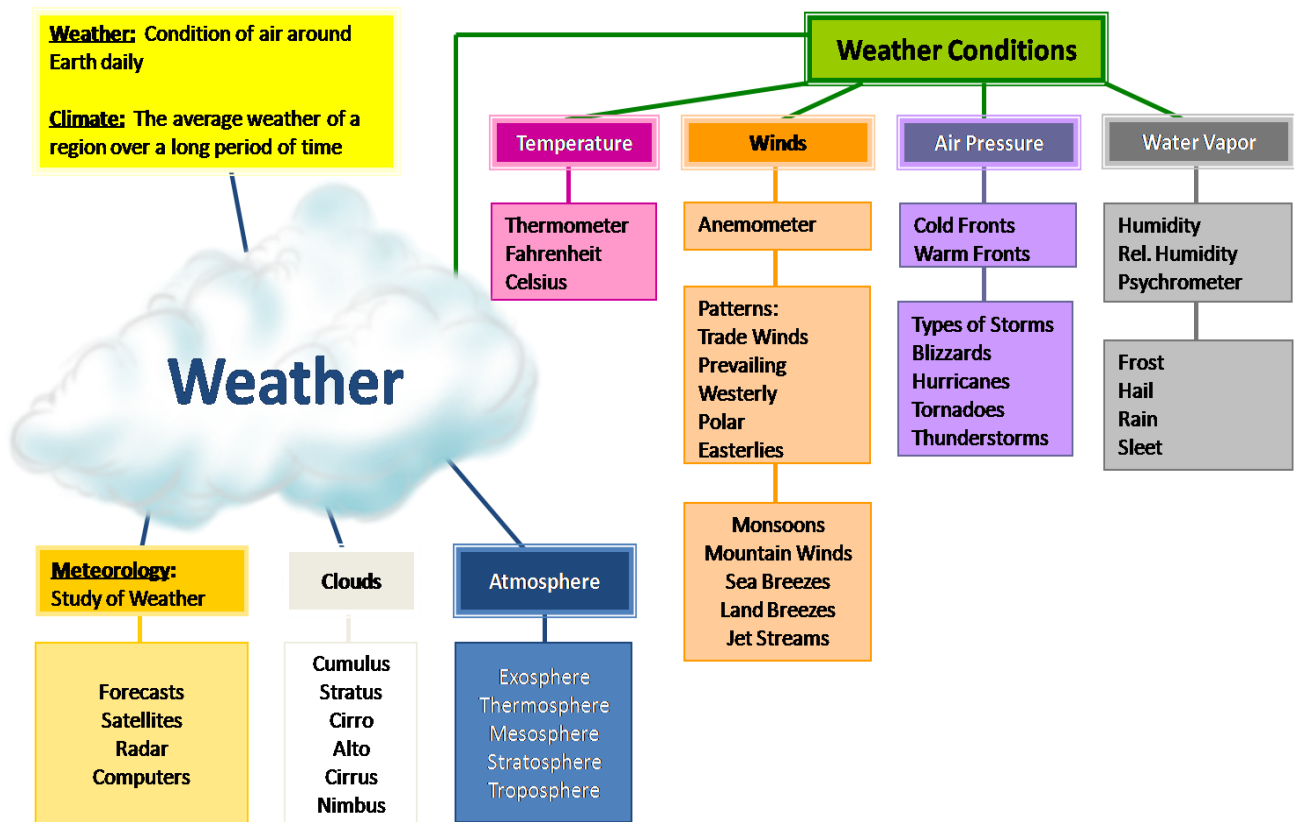 Weather: Condition of air around
Earth daily
Climate: The average weather of a
region over a long period of time
Weather
Weather Conditions
Temperature
Thermometer
Fahrenheit
Celsius
Winds
Anemometer
Patterns:
Trade Winds
Prevailing
Westerly
Polar
Easterlies
Monsoons
Mountain Winds
Sea Breezes
Land Breezes
Jet Streams
Air Pressure
Cold Fronts
Warm Fronts
Types of Storms
Blizzards
Hurricanes
Tornadoes
Thunderstorms
Water Vapor
Humidity
Rel. Humidity
Psychrometer
Frost
Hail
Rain
Sleet
Meteorology:
Study of Weather
Forecasts
Satellites
Radar
Computers
Clouds
Cumulus
Stratus
Cirro
Alto
Cirrus
Nimbus
Atmosphere
Exosphere
Thermosphere
Mesosphere
Stratosphere
Troposphere